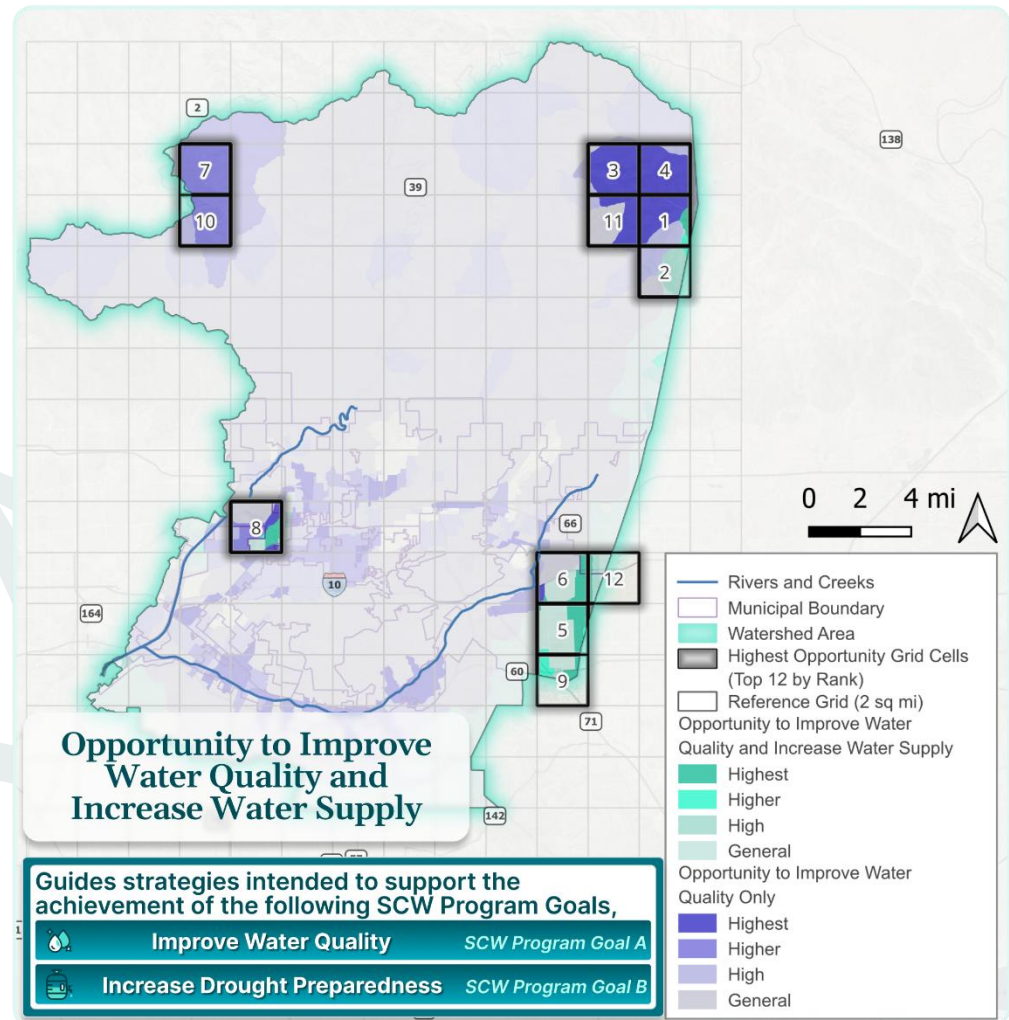 2
138
7
3
4
39
10
11
1
2
0 2 4 mi
8
66
6
12
10
164
5
60
9
71
Rivers and Creeks
Municipal Boundary
Watershed Area
Highest Opportunity Grid Cells
(Top 12 by Rank)
Reference Grid (2 sq mi)
Opportunity to Improve Water
Quality and Increase Water Supply
Highest
Higher
High
General
Opportunity to Improve Water
Quality Only
Highest
Higher
High
General
Opportunity to Improve
Water Quality and
Increase Water Supply
142
Guides strategies intended to support the
achievement of the following SCW Program Goals,
Improve Water Quality SCW Program Goal A
Increase Drought Preparedness SCW Program Goal B